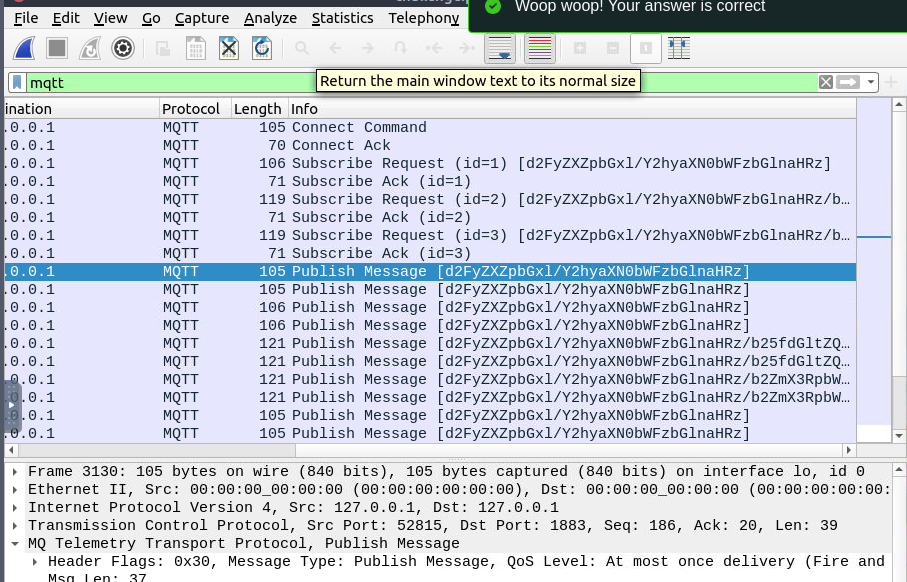 Woop woop! Your answer is correct
File Edit View Go Capture Analyze Statistics Telephony
mqtt
Return the main window text to its normal size
ination Protocol Length Info
.0.0.1 MQTT 105 Connect Command
.0.0.1 MQTT 70 Connect Ack
.0.0.1 MQTT 106 Subscribe Request (id=1) [d2FyZXZpbGxl/Y2hyaXN0bWFzbGlnaHRz]
.0.0.1 MQTT 71 Subscribe Ack (id=1)
.0.0.1 MQTT 119 Subscribe Request (id=2) [d2FyZXZpbGxl/Y2hyaXN0bWFzbGlnaHRz/b…
.0.0.1 MQTT 71 Subscribe Ack (id=2)
.0.0.1 MQTT 119 Subscribe Request (id=3) [d2FyZXZpbGxl/Y2hyaXN0bWFzbGlnaHRz/b…
.0.0.1 MQTT 71 Subscribe Ack (id=3)
.0.0.1 MQTT 105 Publish Message [d2FyZXZpbGxl/Y2hyaXN0bWFzbGlnaHRz]
.0.0.1 MQTT 105 Publish Message [d2FyZXZpbGxl/Y2hyaXN0bWFzbGlnaHRz]
.0.0.1 MQTT 106 Publish Message [d2FyZXZpbGxl/Y2hyaXN0bWFzbGlnaHRz]
.0.0.1 MQTT 106 Publish Message [d2FyZXZpbGxl/Y2hyaXN0bWFzbGlnaHRz]
.0.0.1 MQTT 121 Publish Message [d2FyZXZpbGxl/Y2hyaXN0bWFzbGlnaHRz/b25fdGltZQ…
.0.0.1 MQTT 121 Publish Message [d2FyZXZpbGxl/Y2hyaXN0bWFzbGlnaHRz/b25fdGltZQ…
.0.0.1 MQTT 121 Publish Message [d2FyZXZpbGxl/Y2hyaXN0bWFzbGlnaHRz/b2ZmX3RpbW…
.0.0.1 MQTT 121 Publish Message [d2FyZXZpbGxl/Y2hyaXN0bWFzbGlnaHRz/b2ZmX3RpbW…
.0.0.1 MQTT 105 Publish Message [d2FyZXZpbGxl/Y2hyaXN0bWFzbGlnaHRz]
.0.0.1 MQTT 105 Publish Message [d2FyZXZpbGxl/Y2hyaXN0bWFzbGlnaHRz]
Frame 3130: 105 bytes on wire (840 bits), 105 bytes captured (840 bits) on interface lo, id 0
Ethernet II, Src: 00:00:00_00:00:00 (00:00:00:00:00:00), Dst: 00:00:00_00:00:00 (00:00:00:00:00:
Internet Protocol Version 4, Src: 127.0.0.1, Dst: 127.0.0.1
Transmission Control Protocol, Src Port: 52815, Dst Port: 1883, Seq: 186, Ack: 20, Len: 39
MQ Telemetry Transport Protocol, Publish Message
Header Flags: 0x30, Message Type: Publish Message, QoS Level: At most once delivery (Fire and
Msg Len: 37